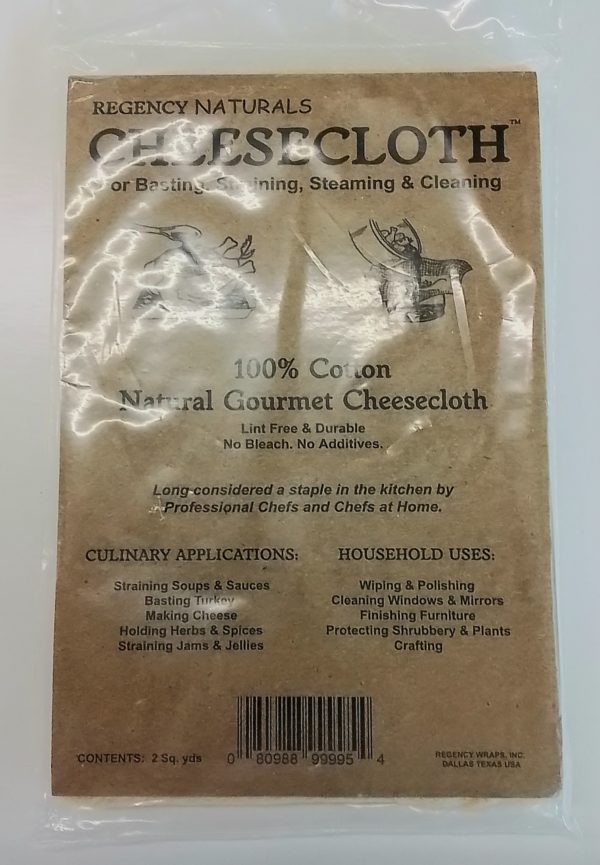 REGENCY NATURALS
CHEESECLOTH™
or Basting, Straining, Steaming & Cleaning
100% Cotton
Natural Gourmet Cheesecloth
Lint Free & Durable
No Bleach. No Additives.
Long considered a staple in the kitchen by
Professional Chefs and Chefs at Home.
CULINARY APPLICATIONS:
Straining Soups & Sauces
Basting Turkey
Making Cheese
Holding Herbs & Spices
Straining Jams & Jellies
HOUSEHOLD USES:
Wiping & Polishing
Cleaning Windows & Mirrors
Finishing Furniture
Protecting Shrubbery & Plants
Crafting
CONTENTS: 2 Sq. yds
0 80988 99995 4
REGENCY WRAPS, INC.
DALLAS TEXAS USA